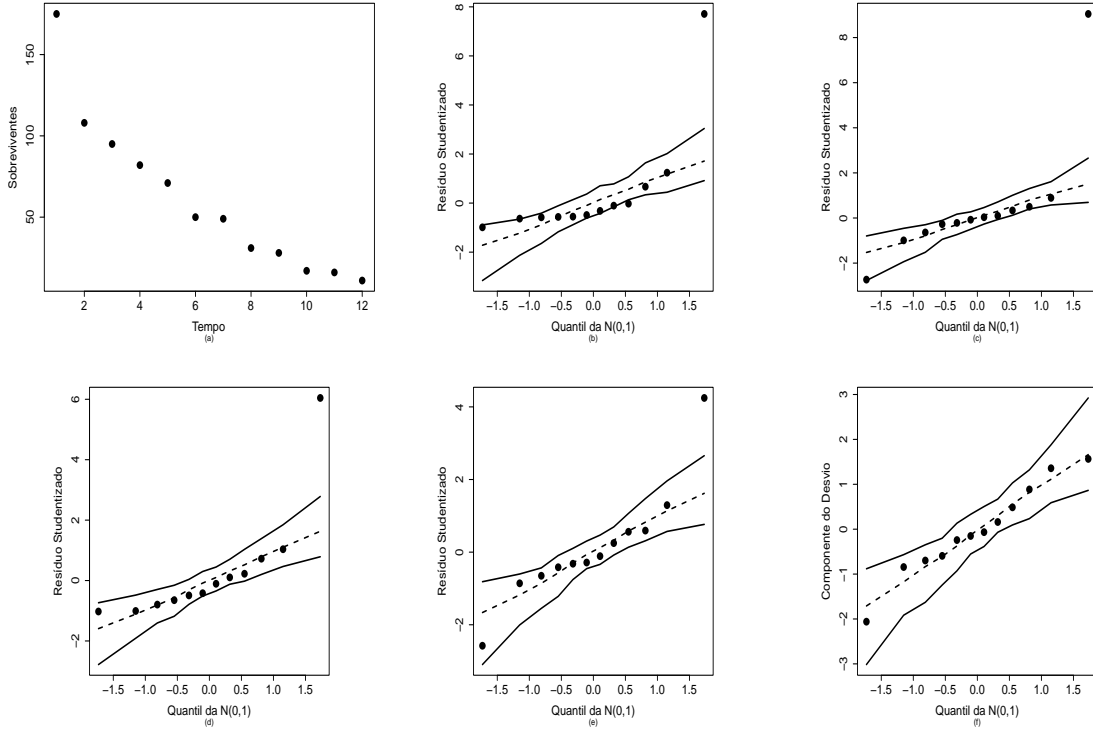 Sobreviventes
150
100
50
2 4 6 8 10 12
Tempo
(a)
Resíduo Studentizado
8
6
4
2
0
−2
−1.5 −1.0 −0.5 0.0 0.5 1.0 1.5
Quantil da N(0,1)
(b)
Resíduo Studentizado
8
6
4
2
0
−2
−1.5 −1.0 −0.5 0.0 0.5 1.0 1.5
Quantil da N(0,1)
(c)
Resíduo Studentizado
6
4
2
0
−2
−1.5 −1.0 −0.5 0.0 0.5 1.0 1.5
Quantil da N(0,1)
(d)
Resíduo Studentizado
4
2
0
−2
−1.5 −1.0 −0.5 0.0 0.5 1.0 1.5
Quantil da N(0,1)
(e)
Componente do Desvio
3
2
1
0
−1
−2
−3
−1.5 −1.0 −0.5 0.0 0.5 1.0 1.5
Quantil da N(0,1)
(f)